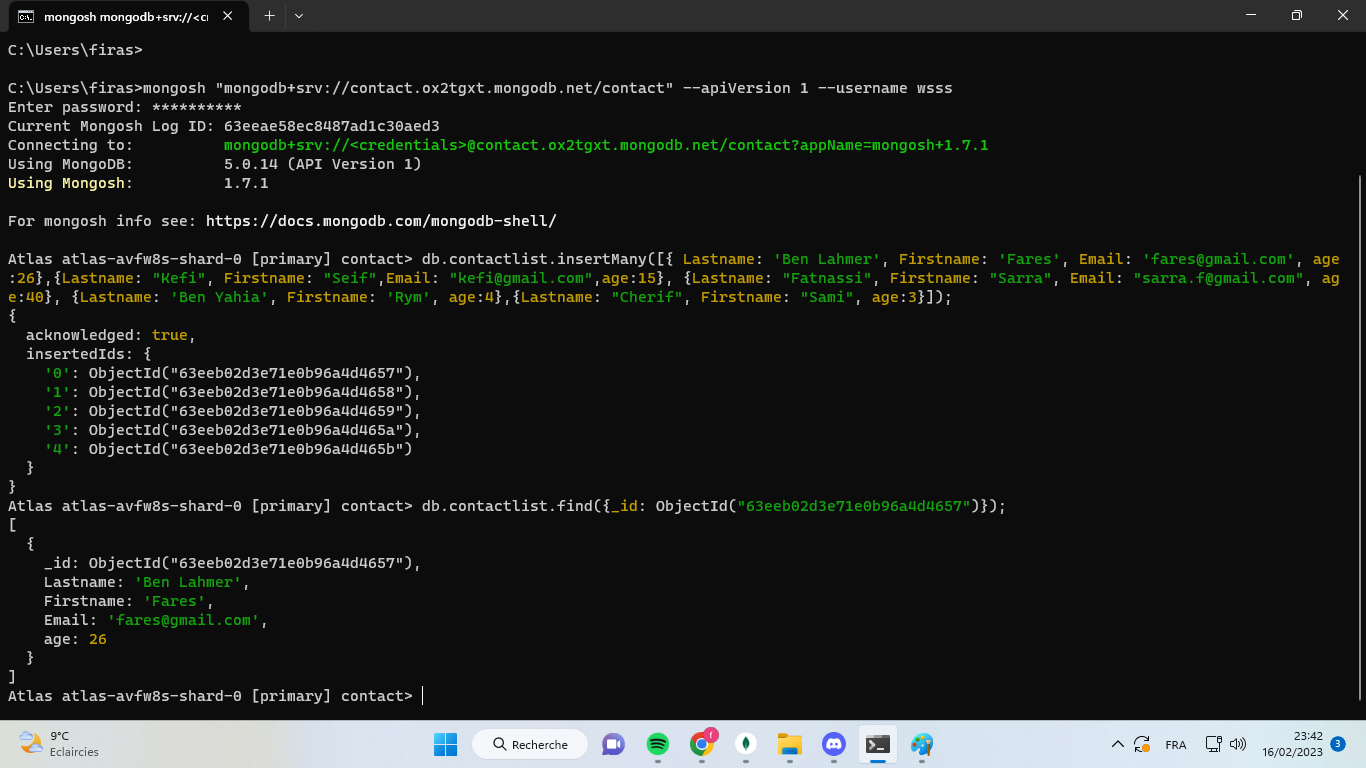 mongosh mongodb+srv://<cr
C:\Users\firas>
C:\Users\firas>mongosh "mongodb+srv://contact.ox2tgxt.mongodb.net/contact" --apiVersion 1 --username wsss
Enter password: **********
Current Mongosh Log ID: 63eeae58ec8487ad1c30aed3
Connecting to:          mongodb+srv://<credentials>@contact.ox2tgxt.mongodb.net/contact?appName=mongosh+1.7.1
Using MongoDB:          5.0.14 (API Version 1)
Using Mongosh:          1.7.1
For mongosh info see: https://docs.mongodb.com/mongodb-shell/
Atlas atlas-avfw8s-shard-0 [primary] contact> db.contactlist.insertMany([{ Lastname: 'Ben Lahmer', Firstname: 'Fares', Email: 'fares@gmail.com', age
:26},{Lastname: "Kefi", Firstname: "Seif",Email: "kefi@gmail.com",age:15}, {Lastname: "Fatnassi", Firstname: "Sarra", Email: "sarra.f@gmail.com", ag
e:40}, {Lastname: 'Ben Yahia', Firstname: 'Rym', age:4},{Lastname: "Cherif", Firstname: "Sami", age:3}]);
{
  acknowledged: true,
  insertedIds: {
    '0': ObjectId("63eeb02d3e71e0b96a4d4657"),
    '1': ObjectId("63eeb02d3e71e0b96a4d4658"),
    '2': ObjectId("63eeb02d3e71e0b96a4d4659"),
    '3': ObjectId("63eeb02d3e71e0b96a4d465a"),
    '4': ObjectId("63eeb02d3e71e0b96a4d465b")
  }
}
Atlas atlas-avfw8s-shard-0 [primary] contact> db.contactlist.find({_id: ObjectId("63eeb02d3e71e0b96a4d4657")});
[
  {
    _id: ObjectId("63eeb02d3e71e0b96a4d4657"),
    Lastname: 'Ben Lahmer',
    Firstname: 'Fares',
    Email: 'fares@gmail.com',
    age: 26
  }
]
Atlas atlas-avfw8s-shard-0 [primary] contact>
9°C
Eclaircies
Recherche
f
FRA
23:42
16/02/2023
3